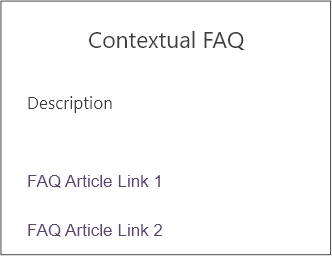 Contextual FAQ
Description
FAQ Article Link 1
FAQ Article Link 2